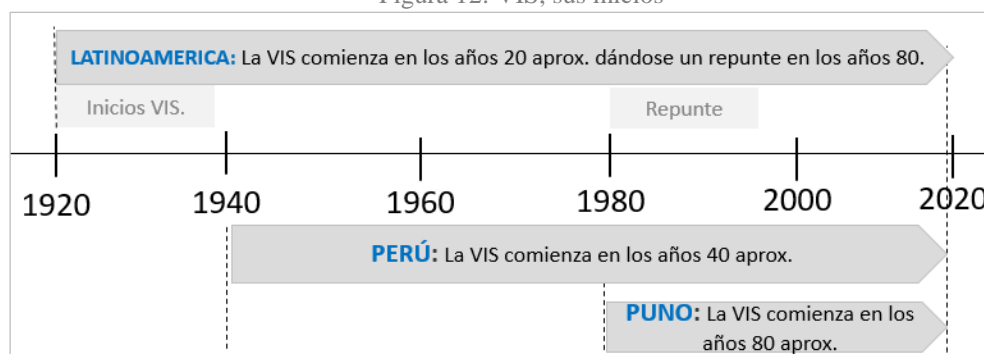 Figura 12: VIS, sus inicios
LATINOAMERICA: La VIS comienza en los años 20 aprox. dándose un repunte en los años 80.
Inicios VIS.
Repunte
1920 1940 1960 1980 2000 2020
PERÚ: La VIS comienza en los años 40 aprox.
PUNO: La VIS comienza en los
años 80 aprox.